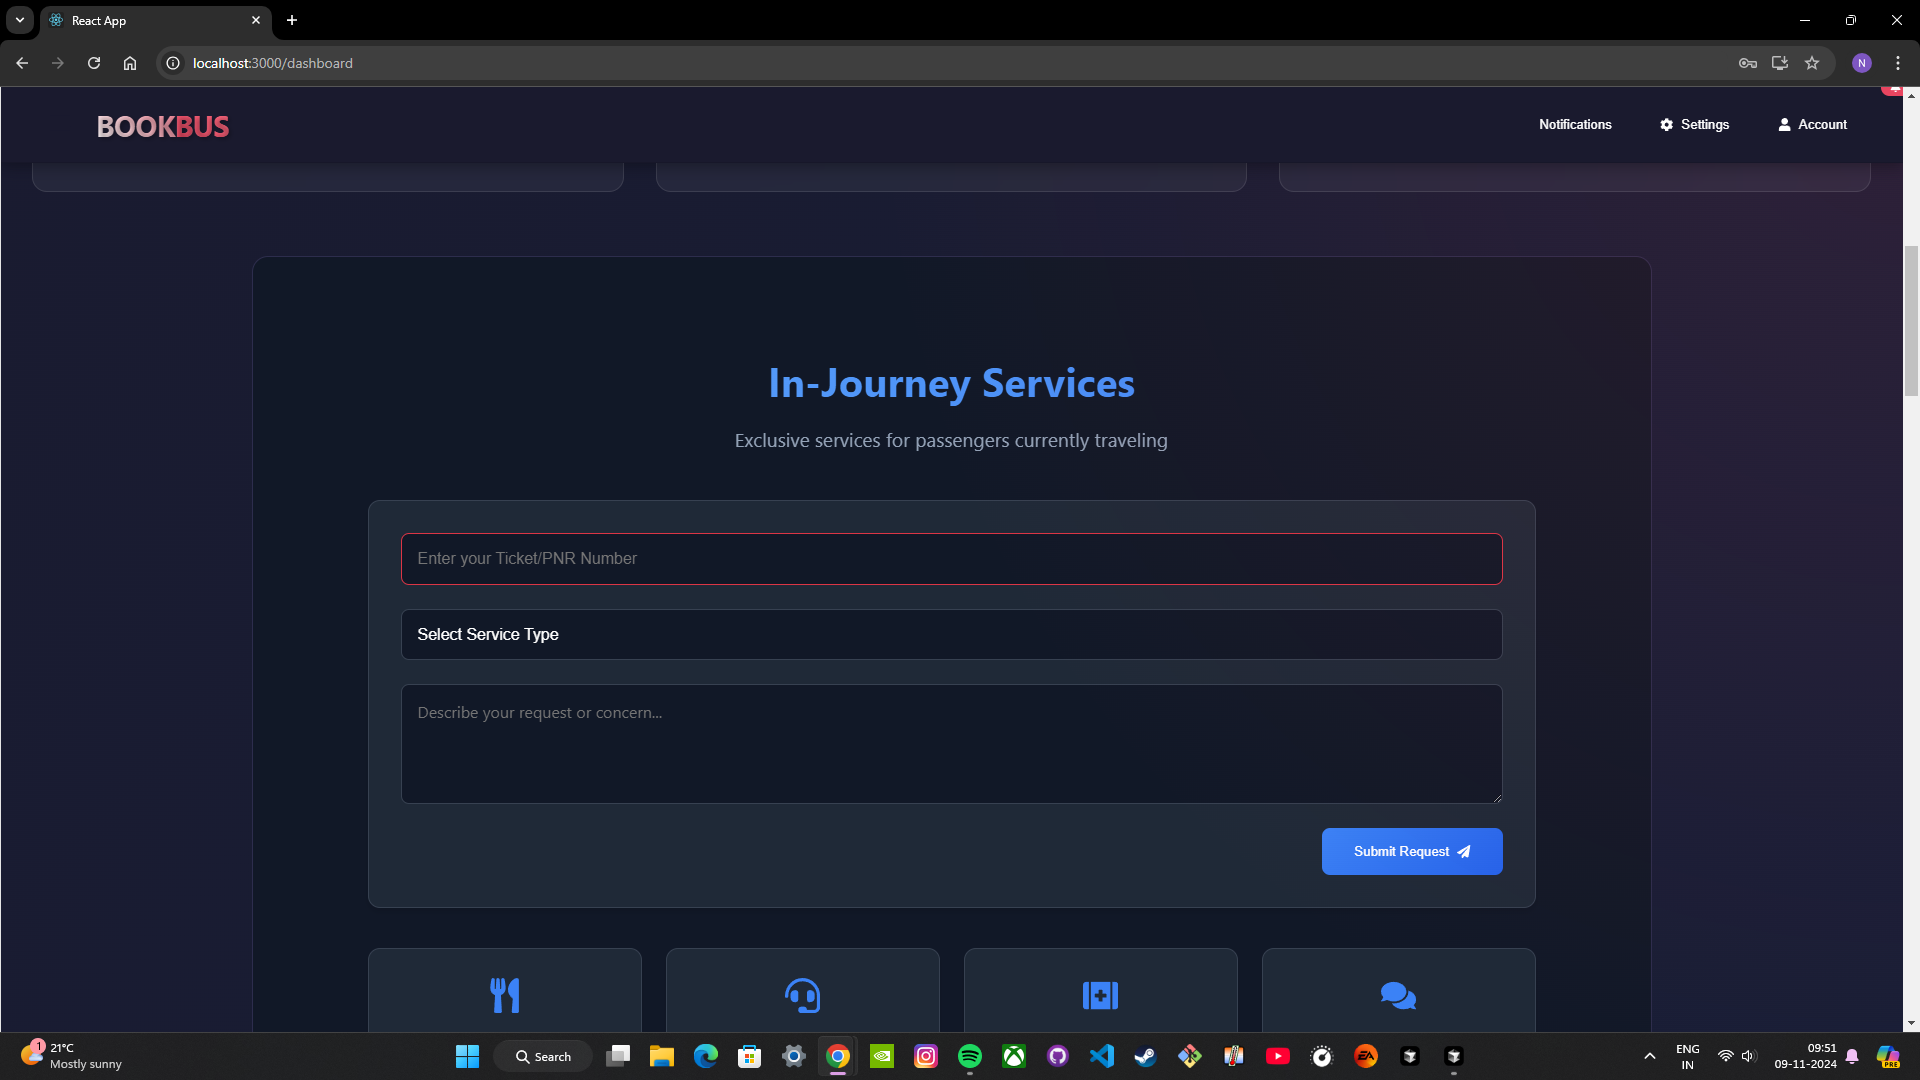 React App
localhost:3000/dashboard
N
BOOKBUS
Notifications
Settings
Account
In-Journey Services
Exclusive services for passengers currently traveling
Enter your Ticket/PNR Number
Select Service Type
Describe your request or concern...
Submit Request
1
21°C
Mostly sunny
Search
EA
ENG
IN
09:51
09-11-2024
PRE